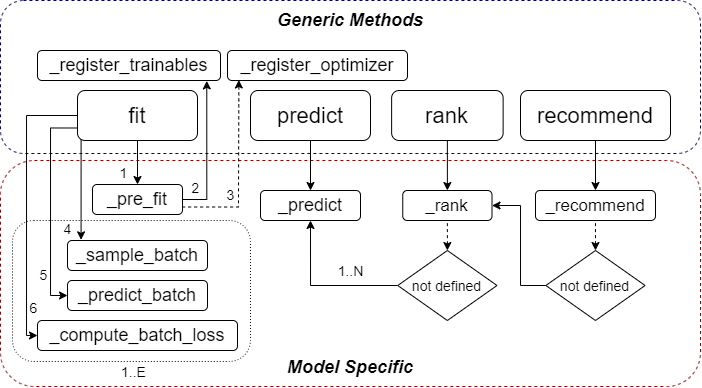 Generic Methods
_register_trainables
_register_optimizer
fit
predict
rank
recommend
1
_pre_fit
2
3
_predict
_rank
_recommend
4
_sample_batch
5
_predict_batch
1..N
not defined
not defined
6
_compute_batch_loss
1..E
Model Specific